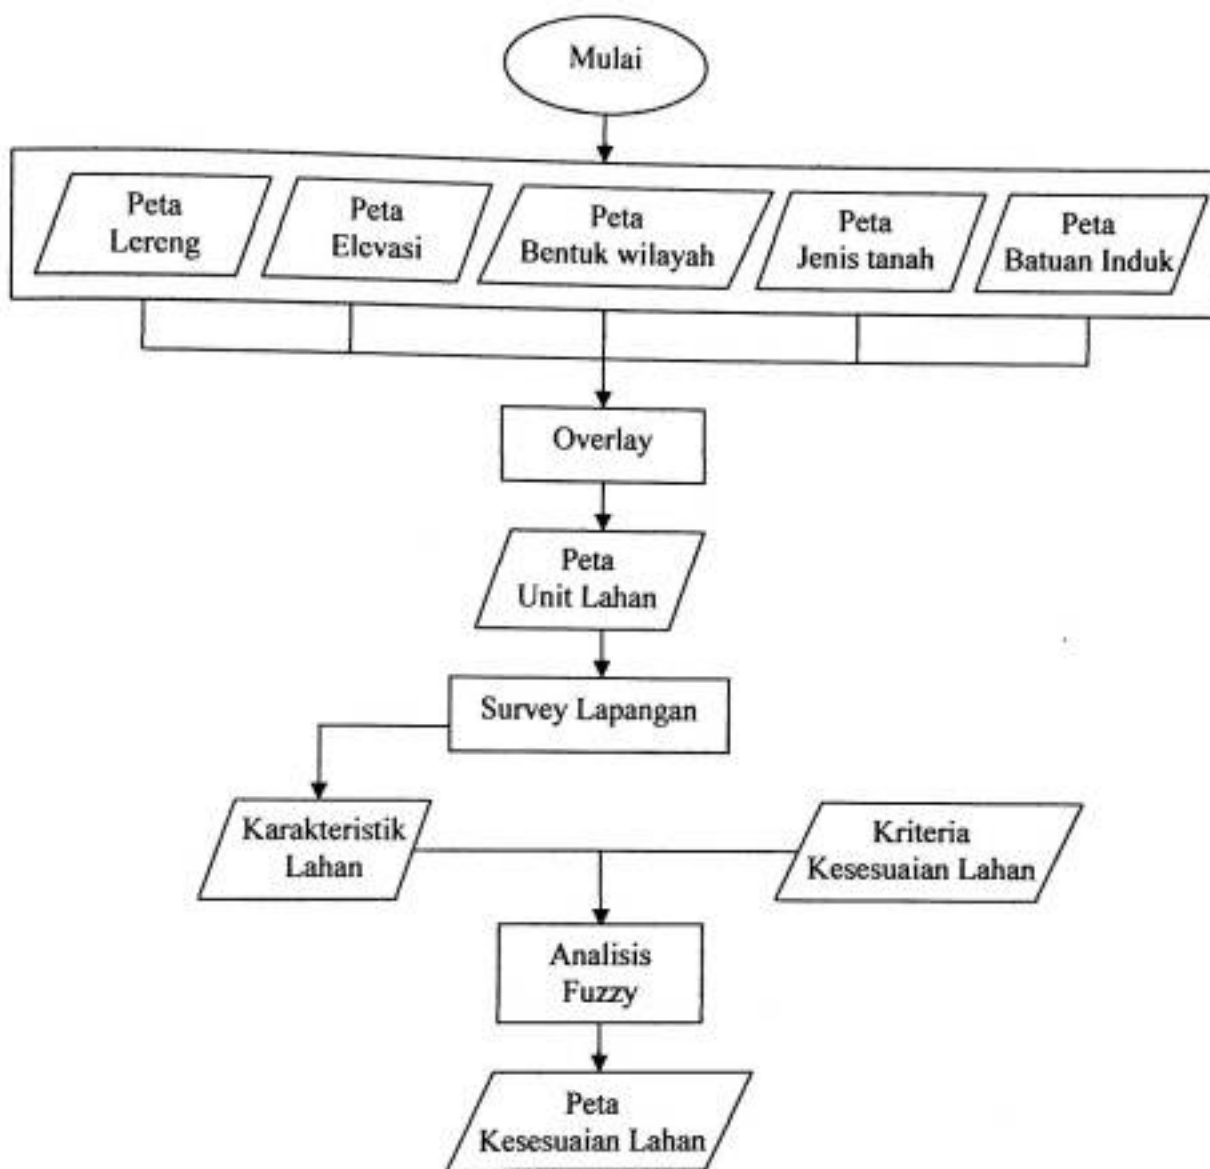 Mulai
Peta
Lereng
Peta
Elevasi
Peta
Bentuk wilayah
Peta
Jenis tanah
Peta
Batuan Induk
Overlay
Peta
Unit Lahan
Survey Lapangan
Karakteristik
Lahan
Kriteria
Kesesuaian Lahan
Analisis
Fuzzy
Peta
Kesesuaian Lahan